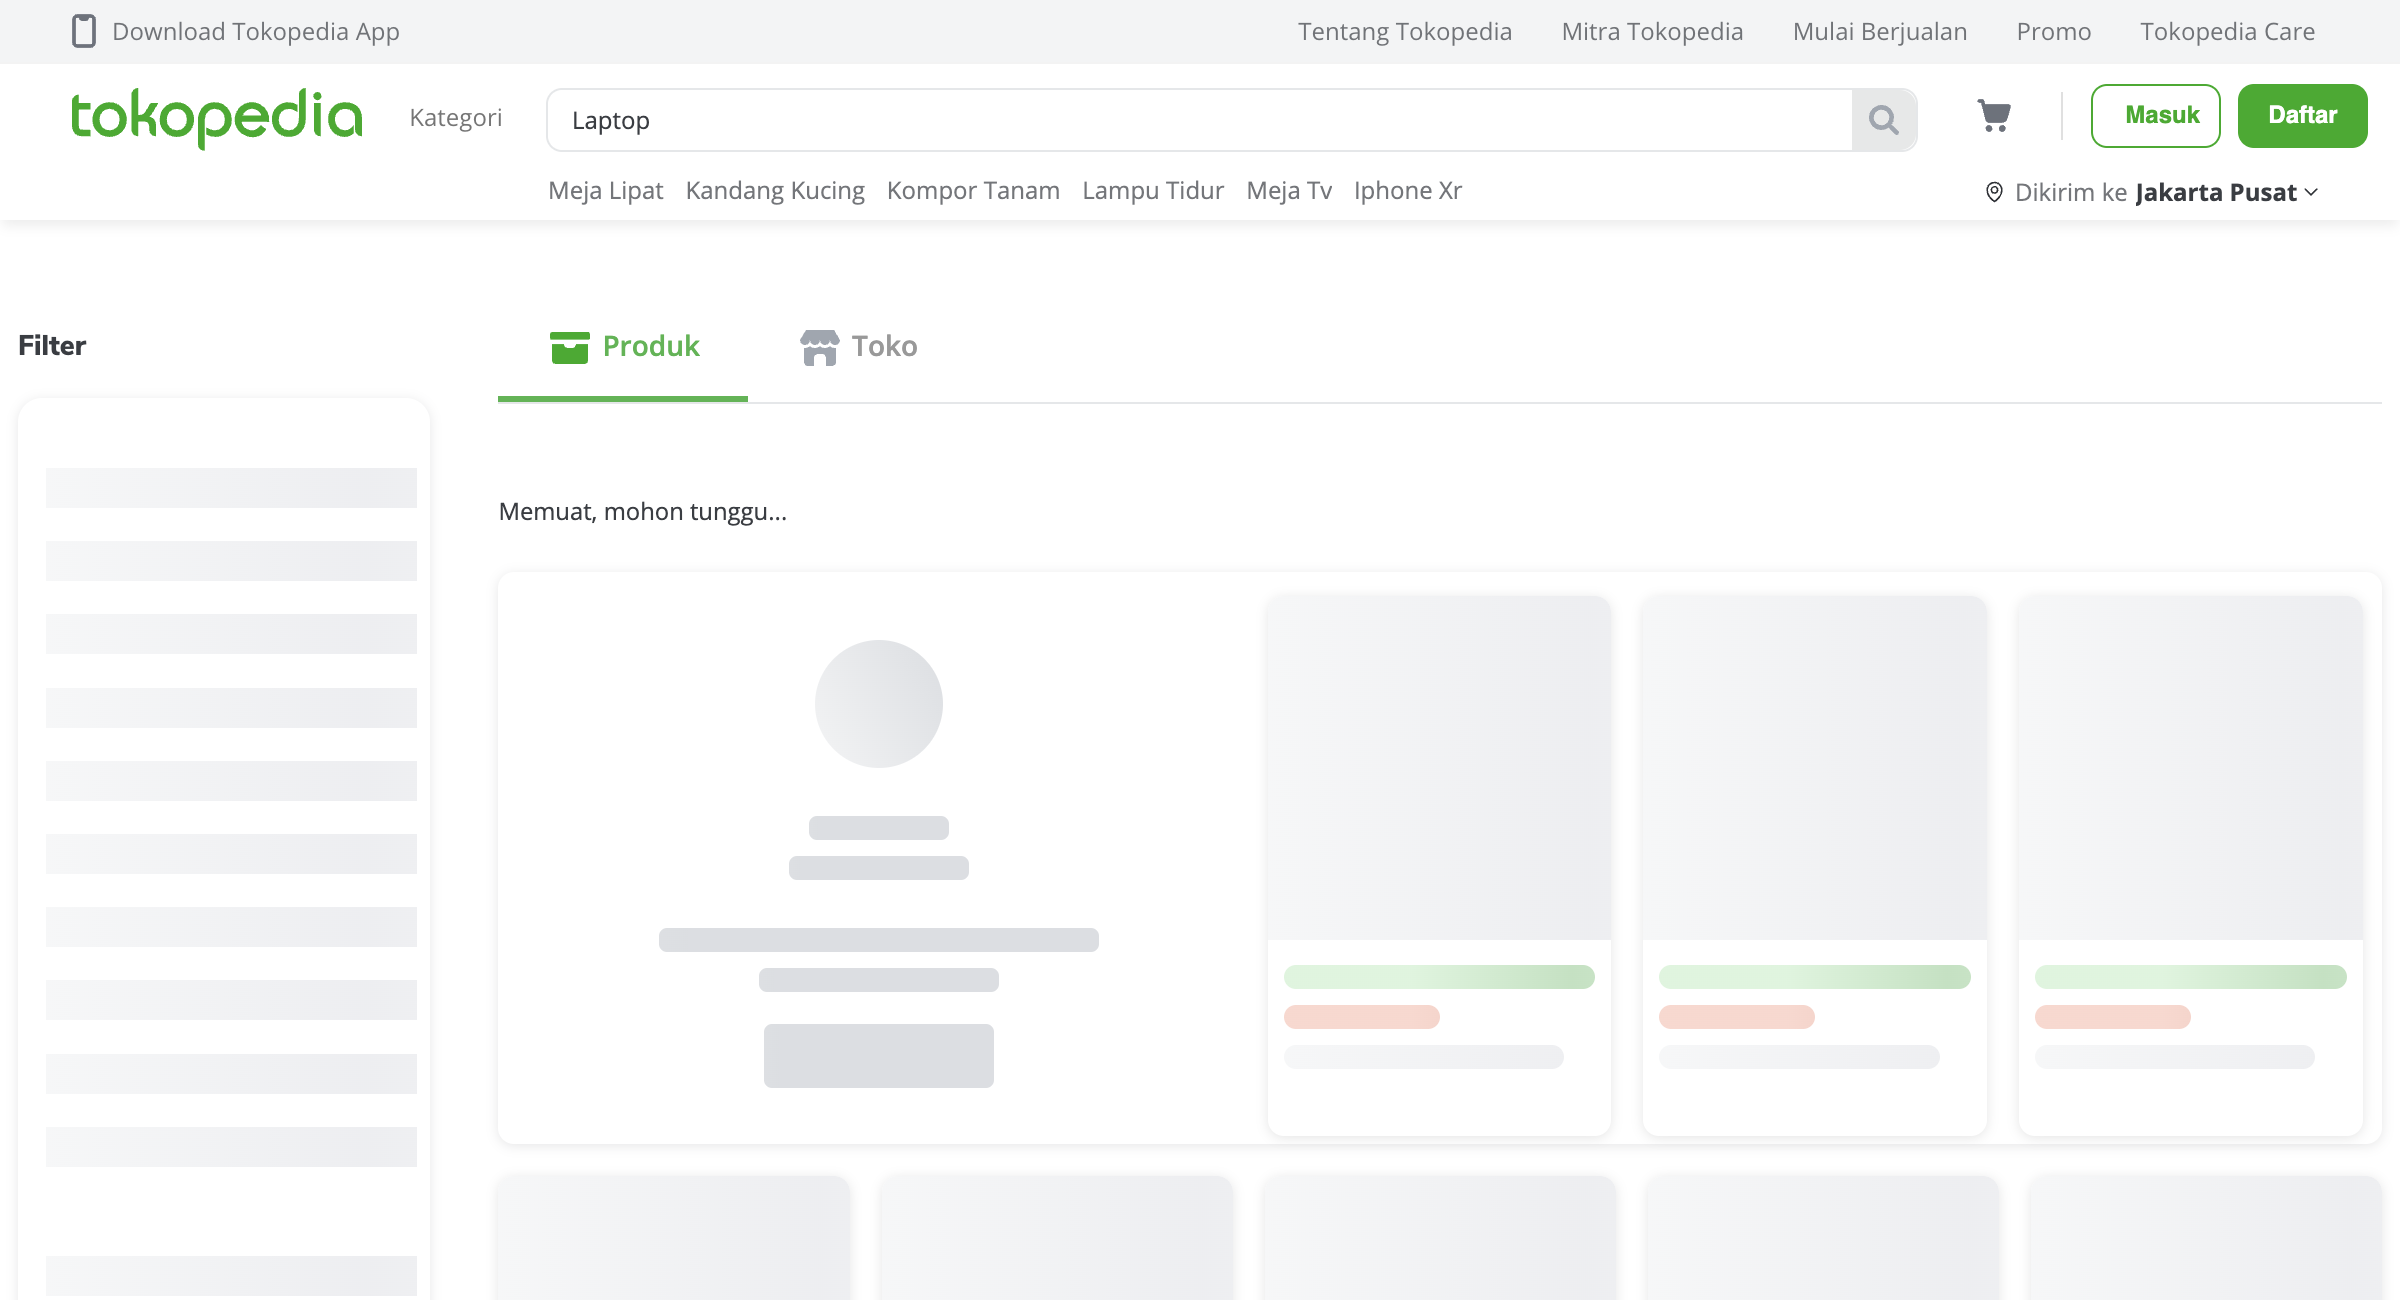 Download Tokopedia App Tentang Tokopedia Mitra Tokopedia Mulai Berjualan Promo Tokopedia Care
tokopedia Kategori Laptop Masuk Daftar
Meja Lipat Kandang Kucing Kompor Tanam Lampu Tidur Meja Tv Iphone Xr Dikirim ke Jakarta Pusat
Filter Produk Toko
Memuat, mohon tunggu...